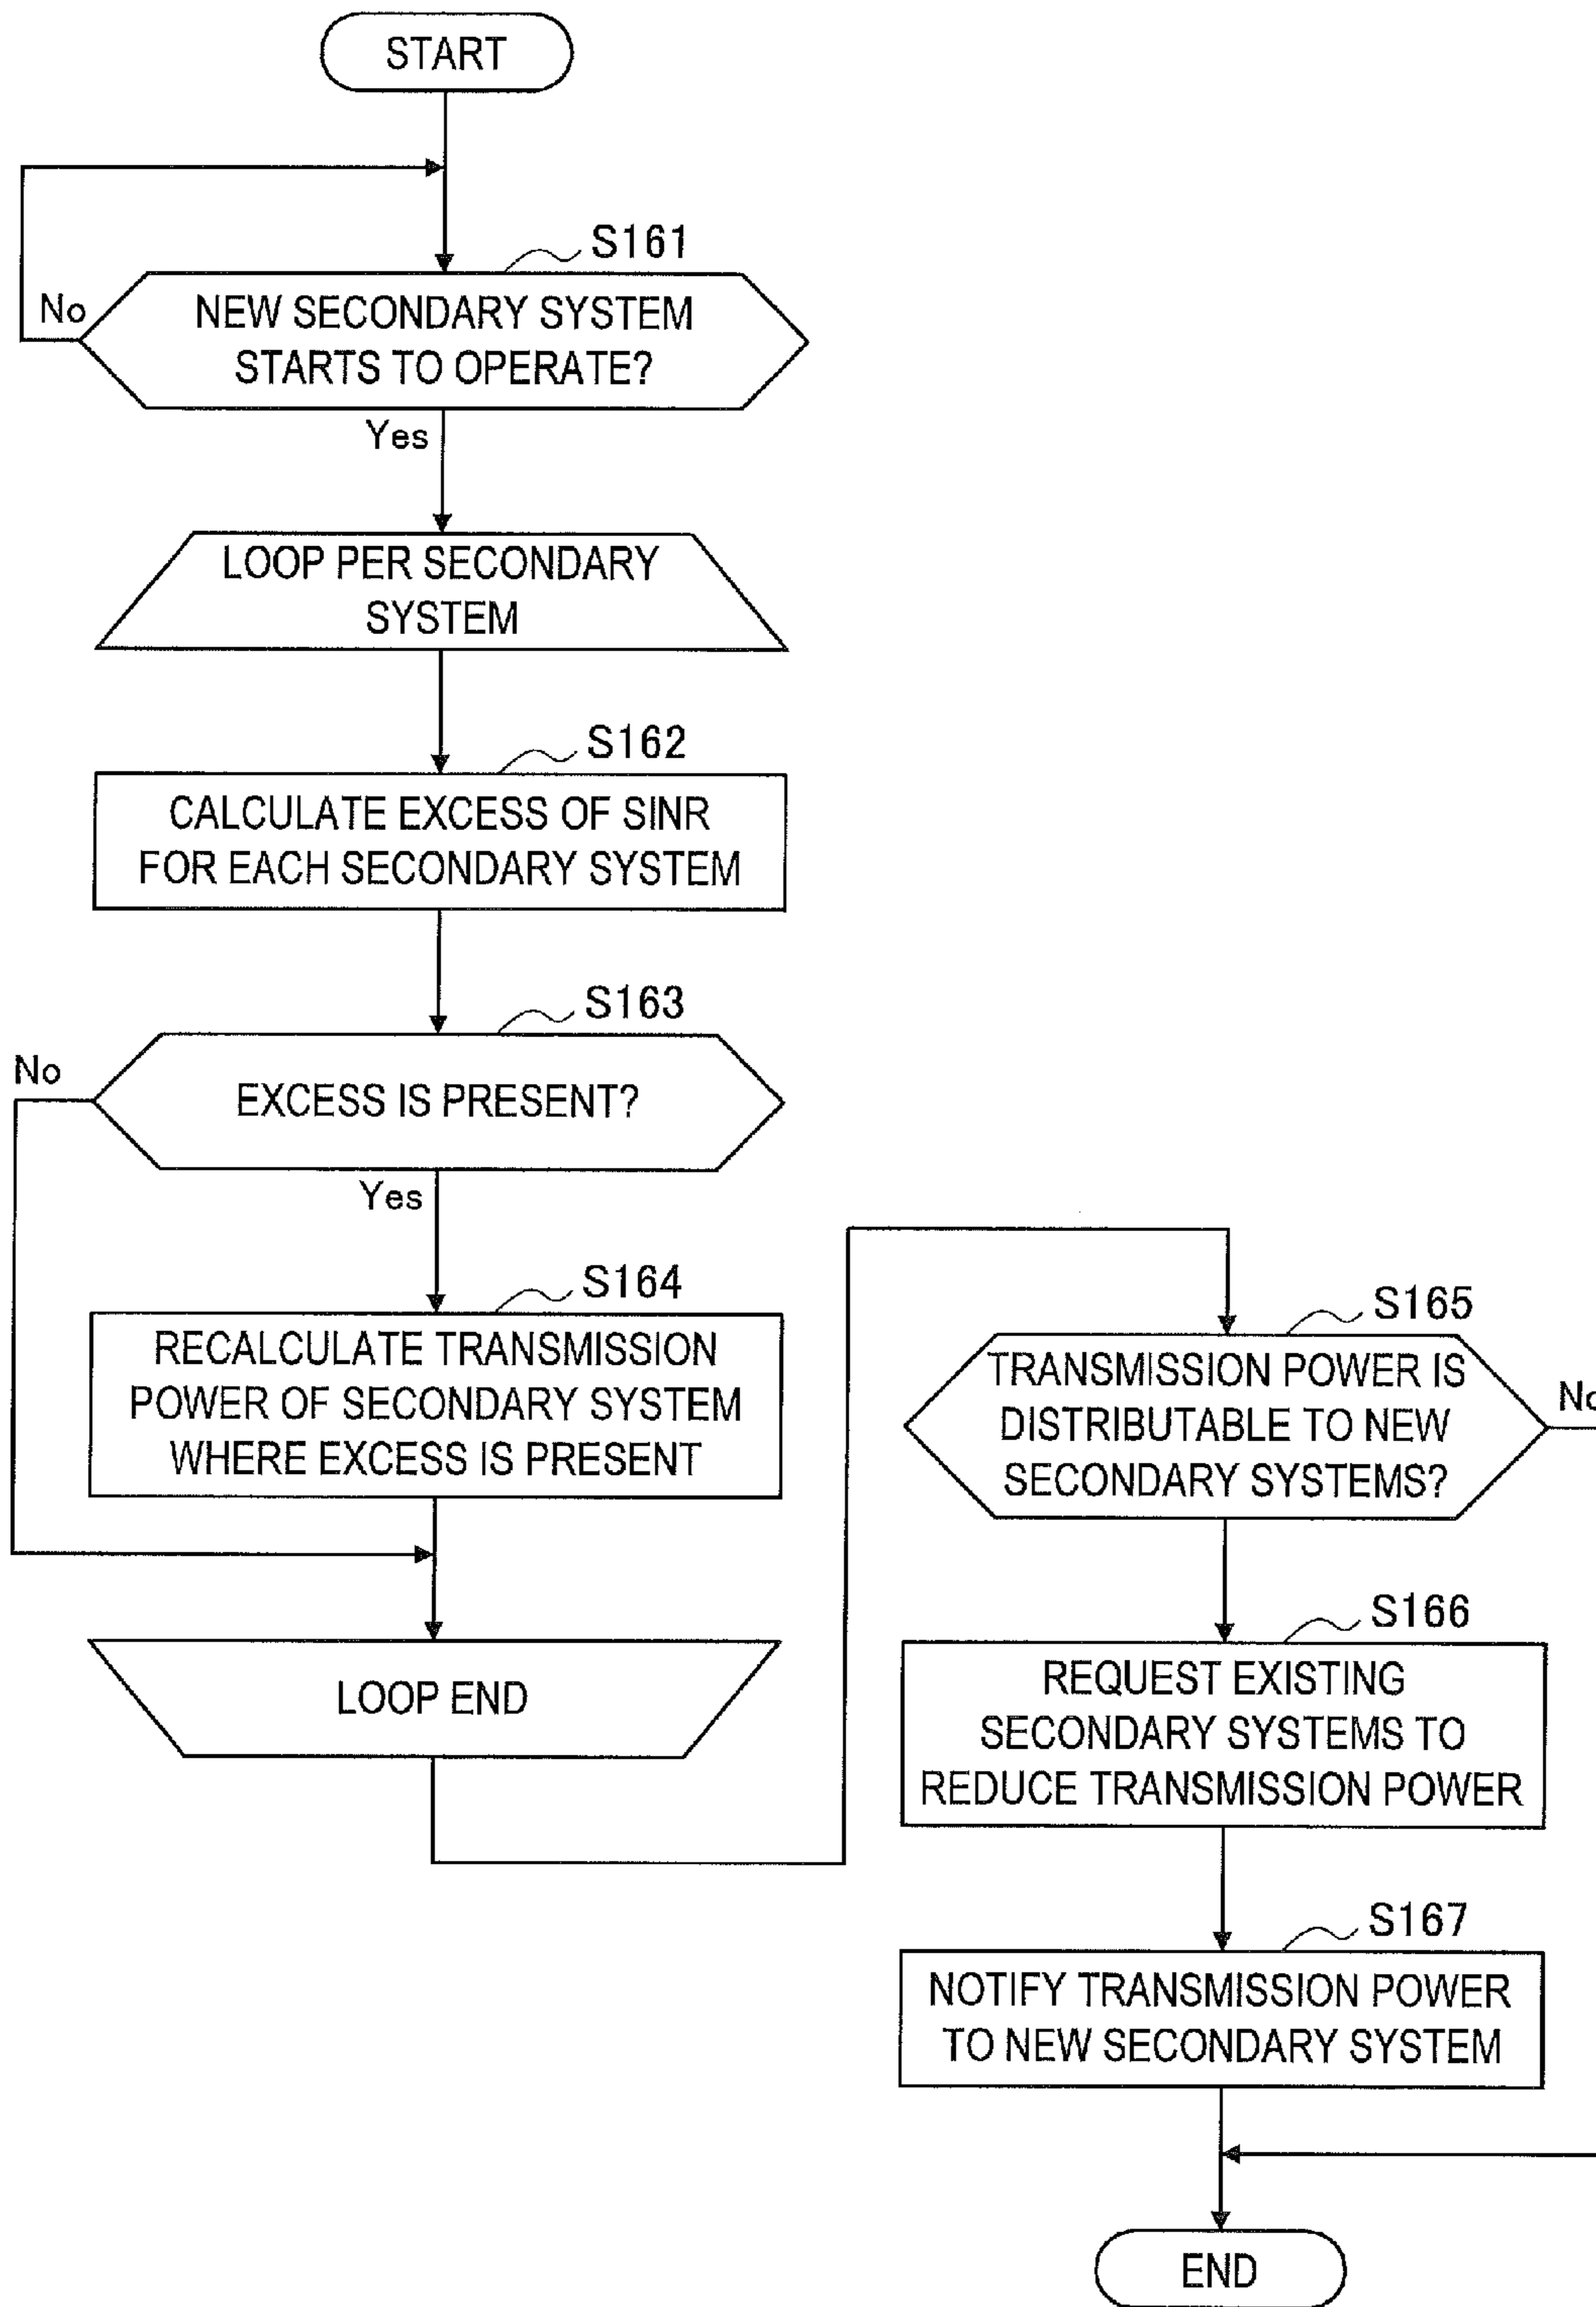 START
S161
No
NEW SECONDARY SYSTEM
STARTS TO OPERATE?
Yes
LOOP PER SECONDARY
SYSTEM
S162
CALCULATE EXCESS OF SINR
FOR EACH SECONDARY SYSTEM
S163
No
EXCESS IS PRESENT?
Yes
S164
RECALCULATE TRANSMISSION
POWER OF SECONDARY SYSTEM
WHERE EXCESS IS PRESENT
LOOP END
S165
TRANSMISSION POWER IS
DISTRIBUTABLE TO NEW
SECONDARY SYSTEMS?
No
S166
REQUEST EXISTING
SECONDARY SYSTEMS TO
REDUCE TRANSMISSION POWER
S167
NOTIFY TRANSMISSION POWER
TO NEW SECONDARY SYSTEM
END